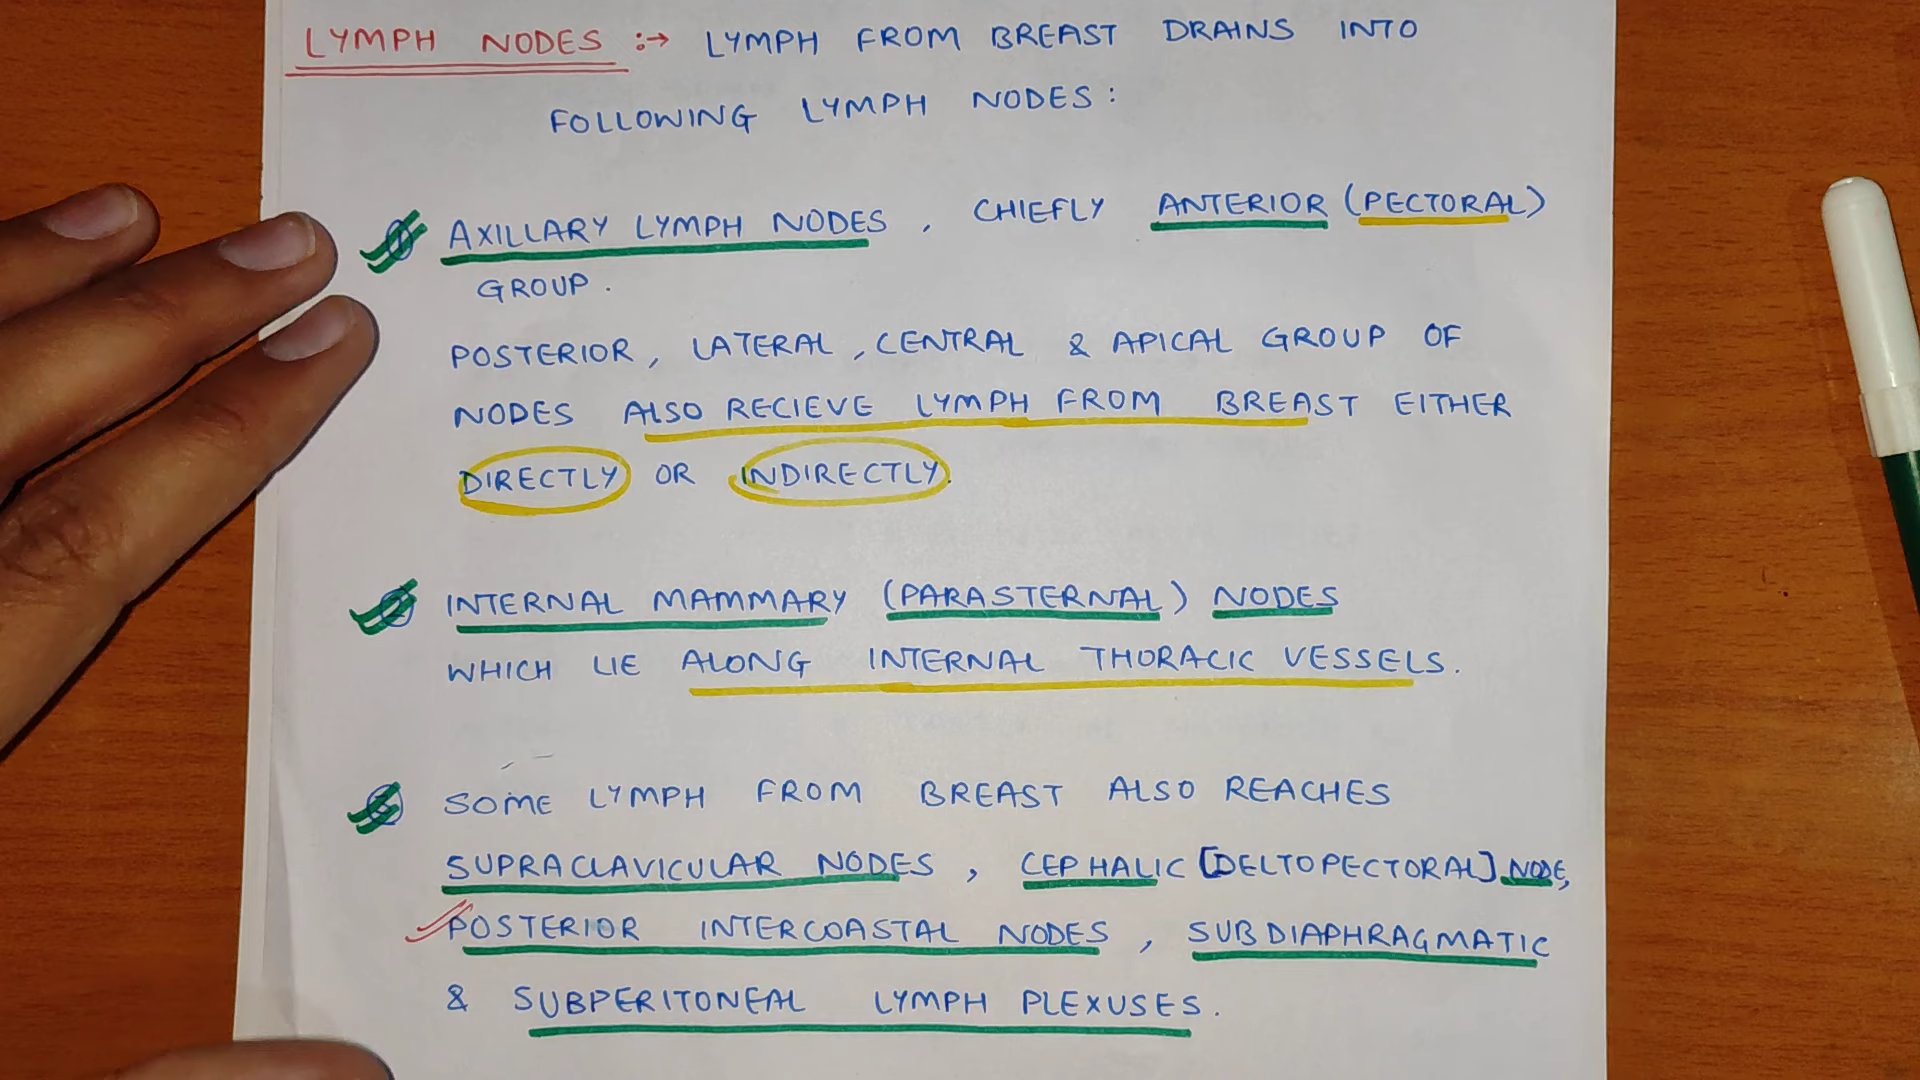 LYMPH NODES :→ LYMPH FROM BREAST DRAINS INTO
FOLLOWING LYMPH NODES:
① AXILLARY LYMPH NODES, CHIEFLY ANTERIOR (PECTORAL)
GROUP.
POSTERIOR, LATERAL, CENTRAL & APICAL GROUP OF
NODES ALSO RECIEVE LYMPH FROM BREAST EITHER
DIRECTLY OR INDIRECTLY.
② INTERNAL MAMMARY (PARASTERNAL) NODES
WHICH LIE ALONG INTERNAL THORACIC VESSELS.
③ SOME LYMPH FROM BREAST ALSO REACHES
SUPRACLAVICULAR NODES, CEPHALIC [DELTOPECTORAL] NODE,
POSTERIOR INTERCOASTAL NODES, SUBDIAPHRAGMATIC
& SUBPERITONEAL LYMPH PLEXUSES.